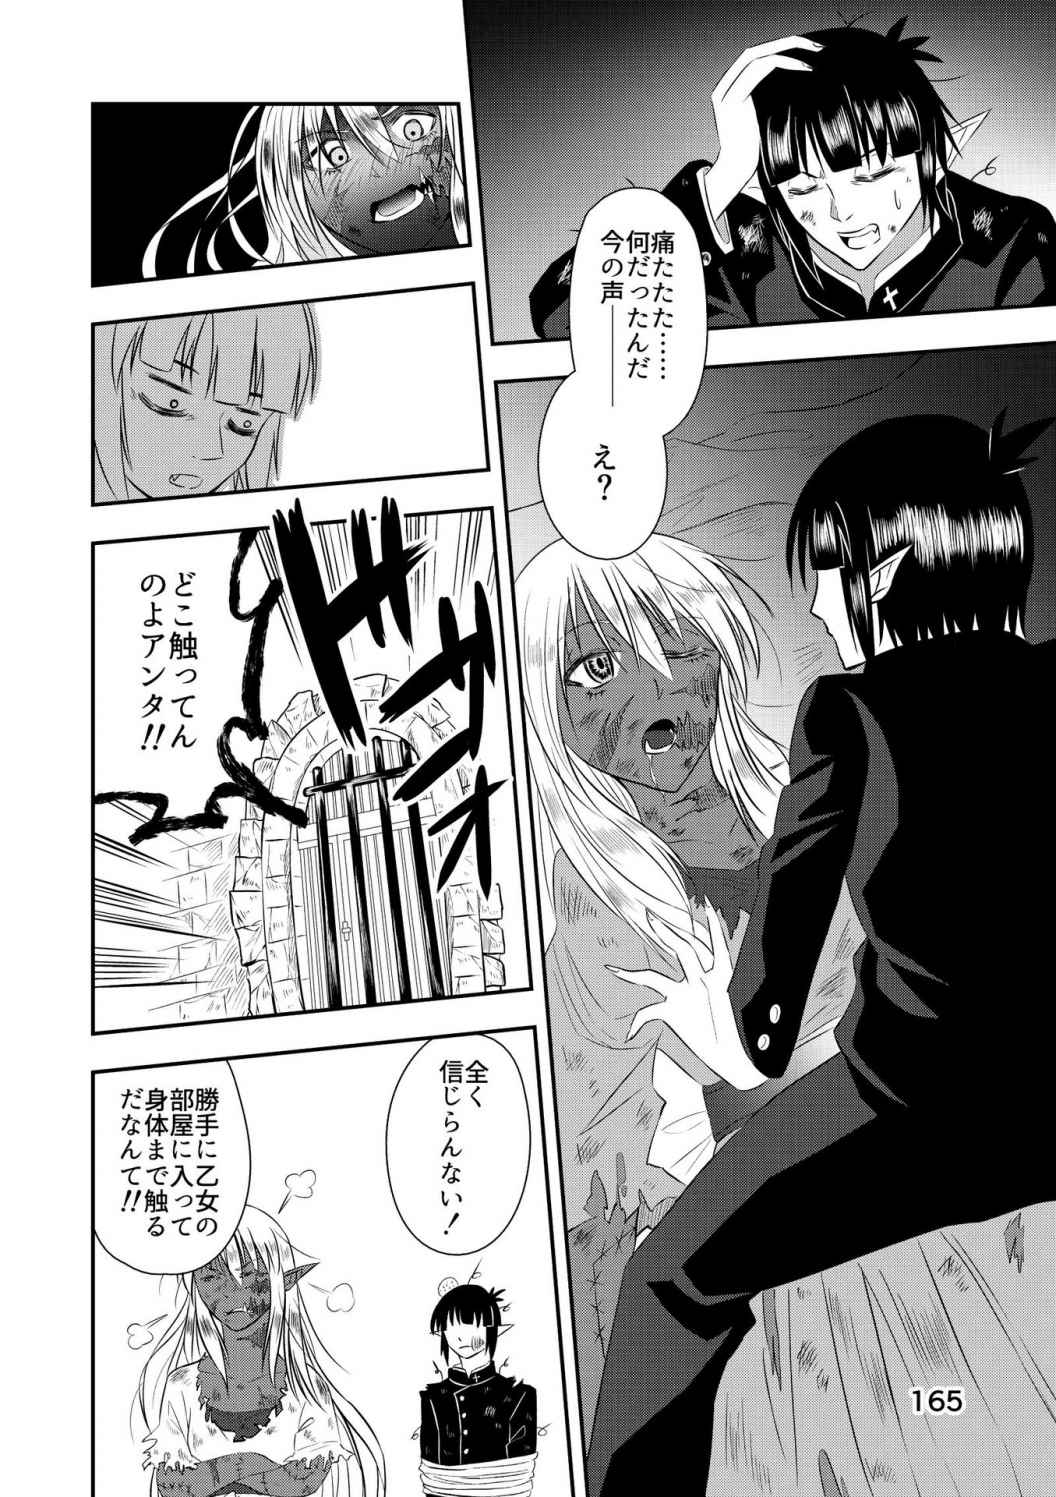 痛たたた……
何だったんだ
今の声――
え？
どこ触ってん
のよアンタ!!
ドドド
全く
信じらんない！
勝手に乙女の
部屋に入って
身体まで触る
だなんて!!
165